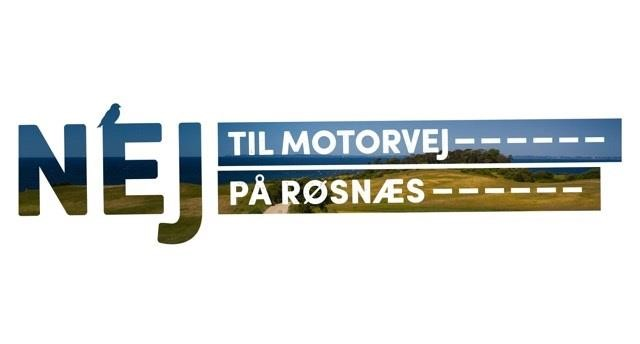 NEJ
TIL MOTORVEJ
PÅ RØSNÆS